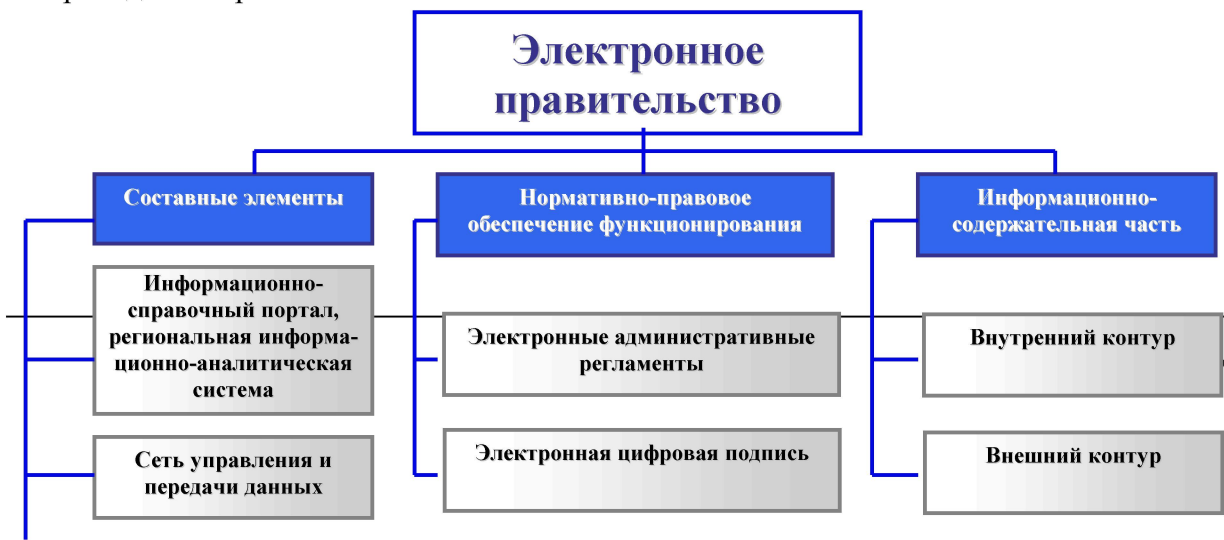 Электронное
правительство
Составные элементы
Нормативно-правовое
обеспечение функционирования
Информационно-
содержательная часть
Информационно-
справочный портал,
региональная информа-
ционно-аналитическая
система
Сеть управления и
передачи данных
Электронные административные
регламенты
Электронная цифровая подпись
Внутренний контур
Внешний контур